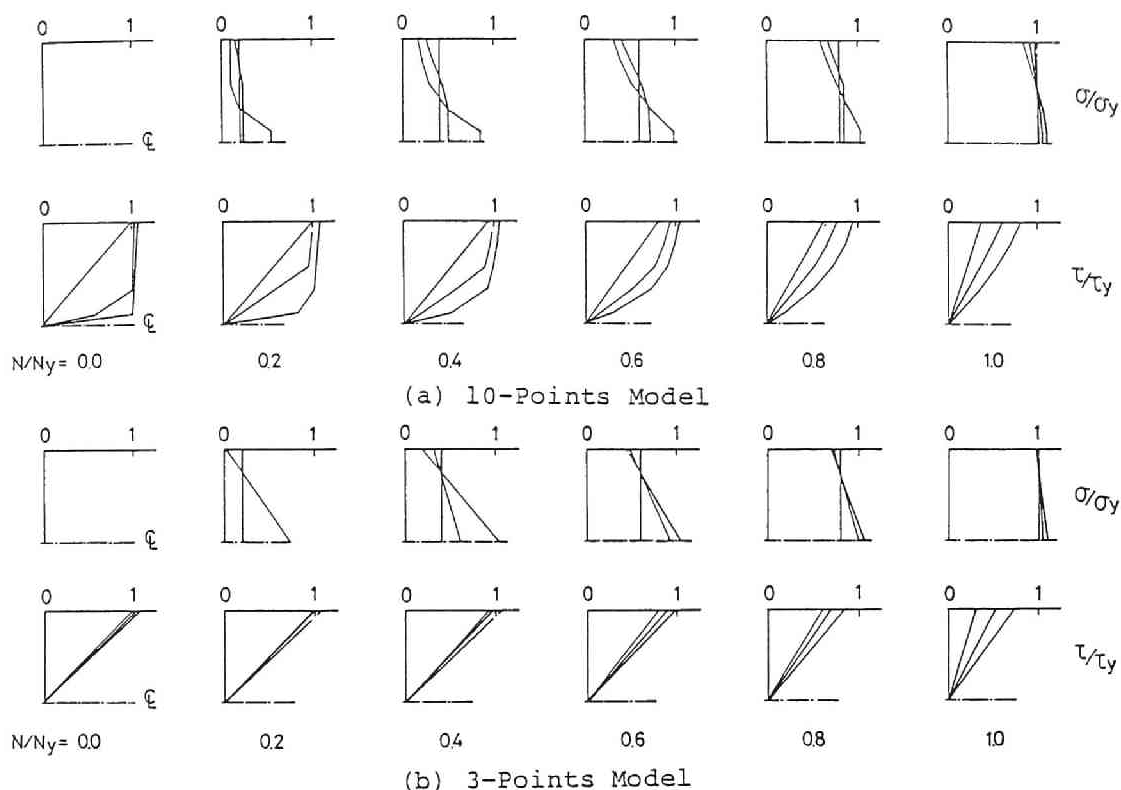 0 1 0 1 0 1 0 1 0 1 0 1
σ/σy
℄
0 1 0 1 0 1 0 1 0 1 0 1
τ/τy
℄
N/Ny = 0.0 0.2 0.4 0.6 0.8 1.0
(a) 10-Points Model
0 1 0 1 0 1 0 1 0 1 0 1
σ/σy
℄
0 1 0 1 0 1 0 1 0 1 0 1
τ/τy
℄
N/Ny = 0.0 0.2 0.4 0.6 0.8 1.0
(b) 3-Points Model